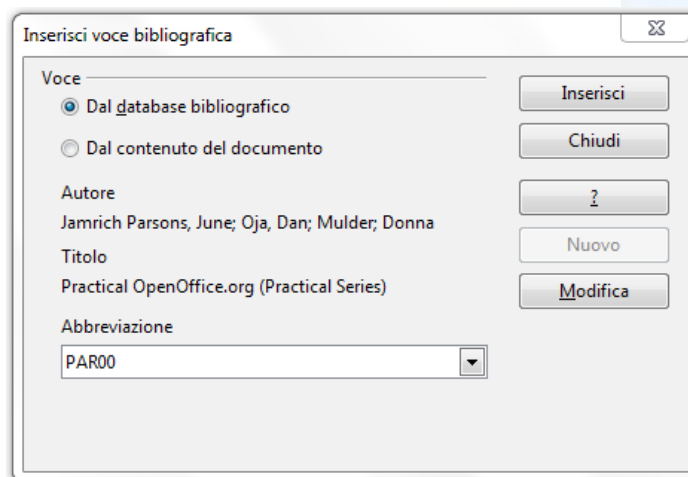 Inserisci voce bibliografica
Voce
Dal database bibliografico
Dal contenuto del documento
Autore
Jamrich Parsons, June; Oja, Dan; Mulder; Donna
Titolo
Practical OpenOffice.org (Practical Series)
Abbreviazione
PAR00
Inserisci
Chiudi
?
Nuovo
Modifica